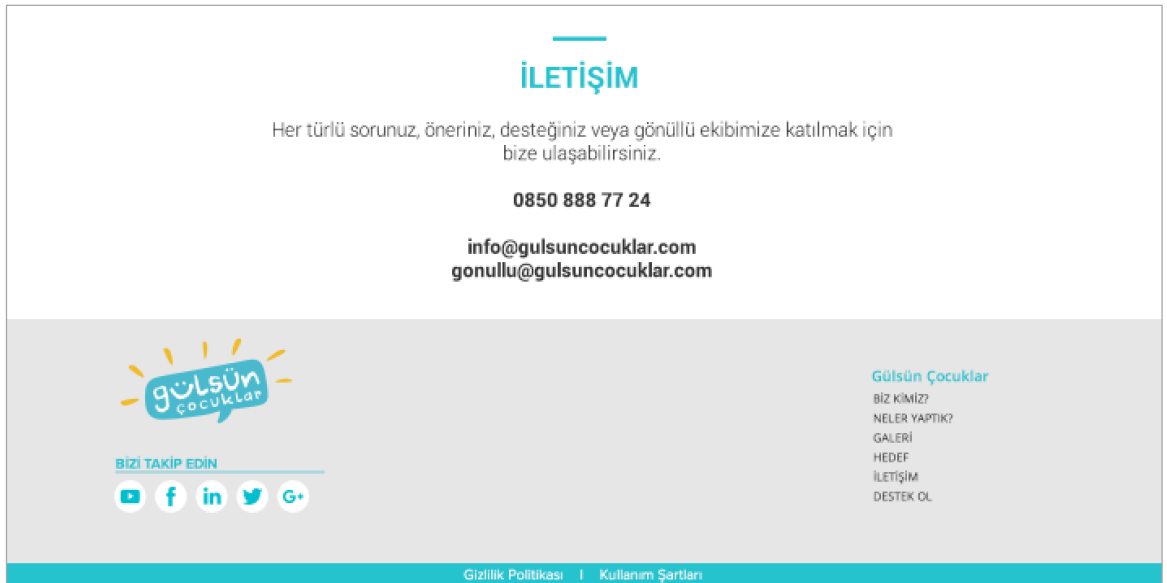 İLETİŞİM
Her türlü sorunuz, öneriniz, desteğiniz veya gönüllü ekibimize katılmak için
bize ulaşabilirsiniz.
0850 888 77 24
info@gulsuncocuklar.com
gonullu@gulsuncocuklar.com
gülsün
çocuklar
BİZİ TAKİP EDİN
f
in
G+
Gülsün Çocuklar
BİZ KİMİZ?
NELER YAPTIK?
GALERİ
HEDEF
İLETİŞİM
DESTEK OL
Gizlilik Politikası | Kullanım Şartları